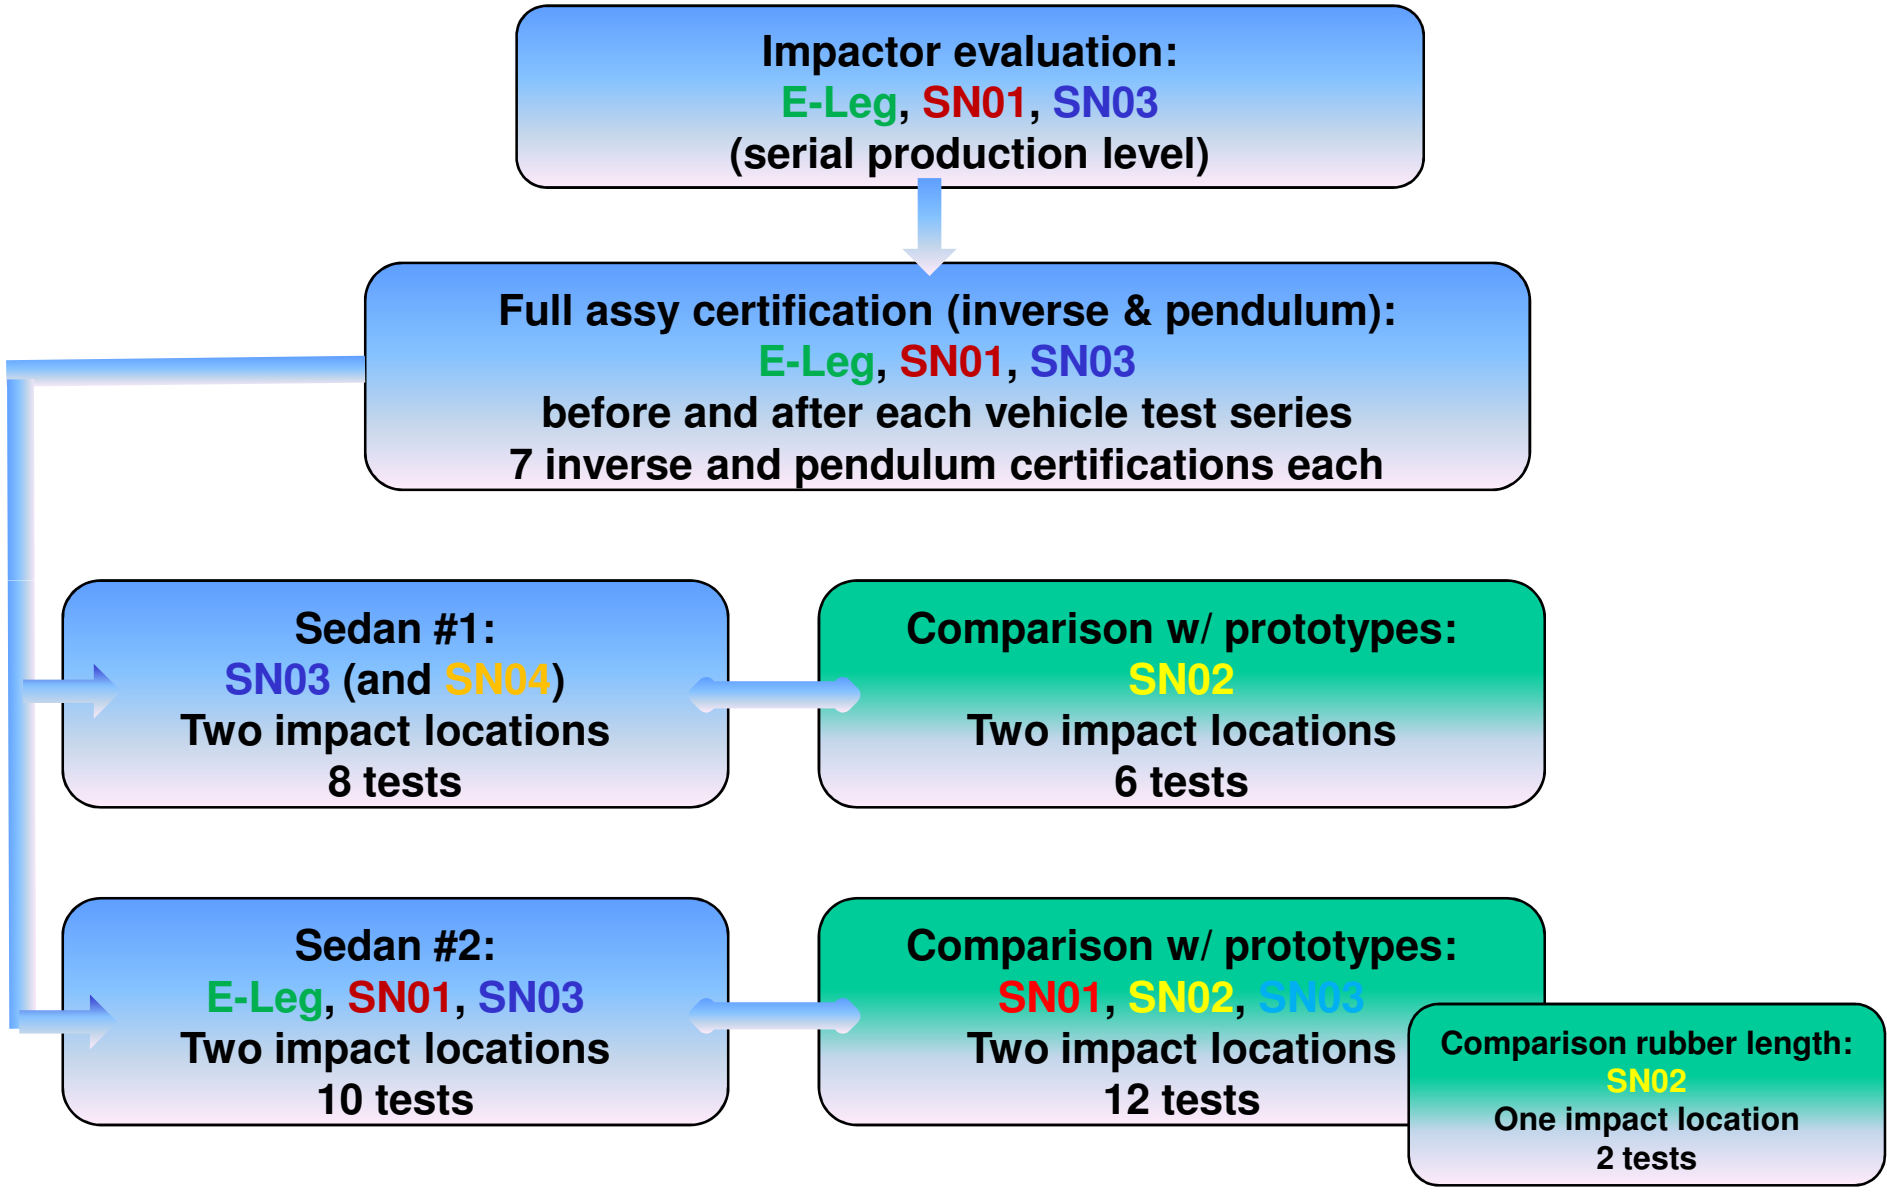 Impactor evaluation:
E-Leg, SN01, SN03
(serial production level)
Full assy certification (inverse & pendulum):
E-Leg, SN01, SN03
before and after each vehicle test series
7 inverse and pendulum certifications each
Sedan #1:
SN03 (and SN04)
Two impact locations
8 tests
Comparison w/ prototypes:
SN02
Two impact locations
6 tests
Sedan #2:
E-Leg, SN01, SN03
Two impact locations
10 tests
Comparison w/ prototypes:
SN01, SN02, SN03
Two impact locations
12 tests
Comparison rubber length:
SN02
One impact location
2 tests